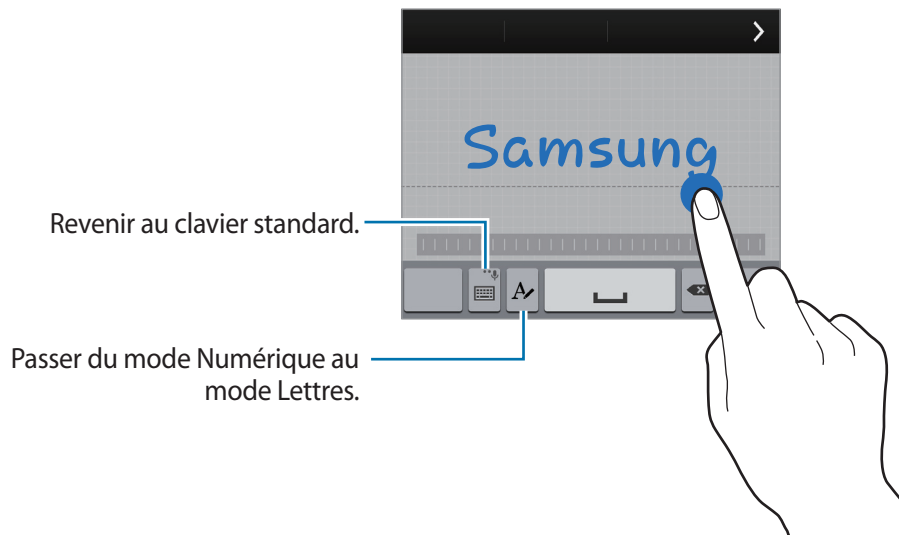 Samsung
Revenir au clavier standard.
A
Passer du mode Numérique au
mode Lettres.